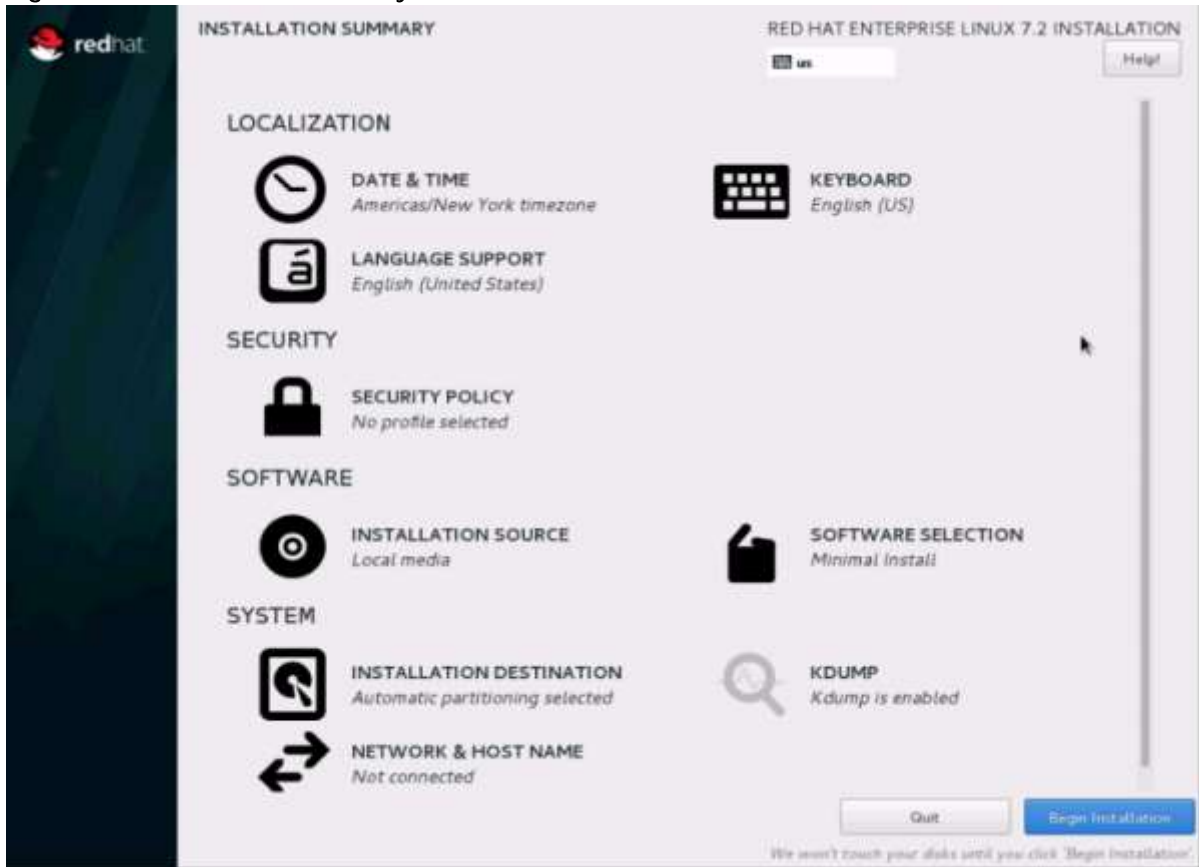 redhat
INSTALLATION SUMMARY
RED HAT ENTERPRISE LINUX 7.2 INSTALLATION
us
Help!
LOCALIZATION
DATE & TIME
Americas/New York timezone
KEYBOARD
English (US)
á
LANGUAGE SUPPORT
English (United States)
SECURITY
SECURITY POLICY
No profile selected
SOFTWARE
INSTALLATION SOURCE
Local media
SOFTWARE SELECTION
Minimal Install
SYSTEM
INSTALLATION DESTINATION
Automatic partitioning selected
KDUMP
Kdump is enabled
NETWORK & HOST NAME
Not connected
Quit
Begin Installation
We won't touch your disks until you click 'Begin Installation'.